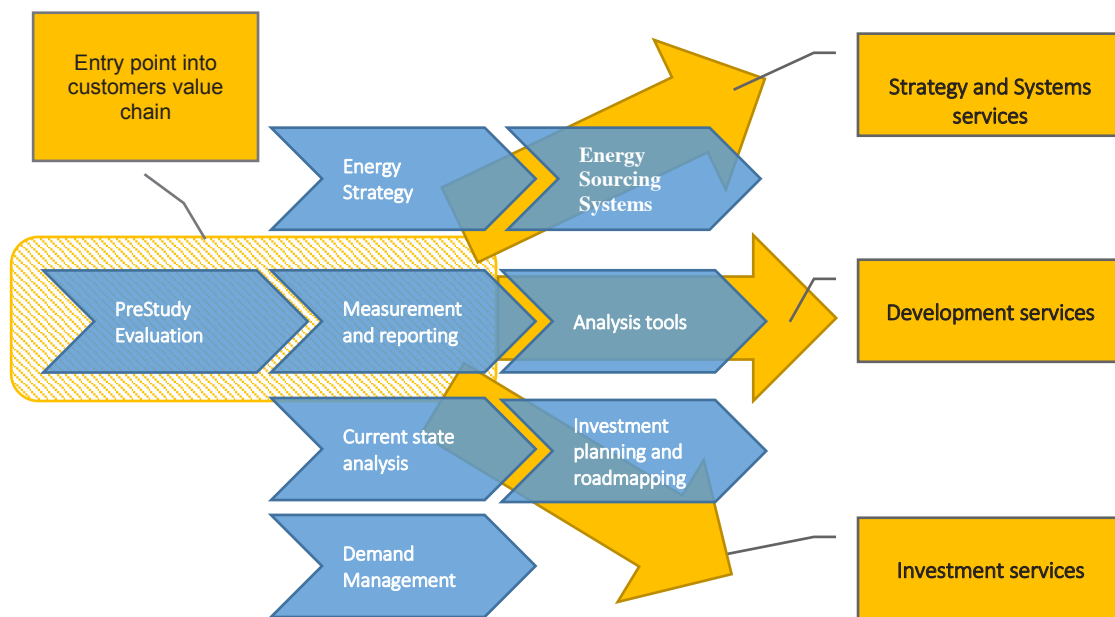 Entry point into
customers value
chain
Strategy and Systems
services
Energy
Strategy
Energy
Sourcing
Systems
PreStudy
Evaluation
Measurement
and reporting
Analysis tools
Development services
Current state
analysis
Investment
planning and
roadmapping
Demand
Management
Investment services